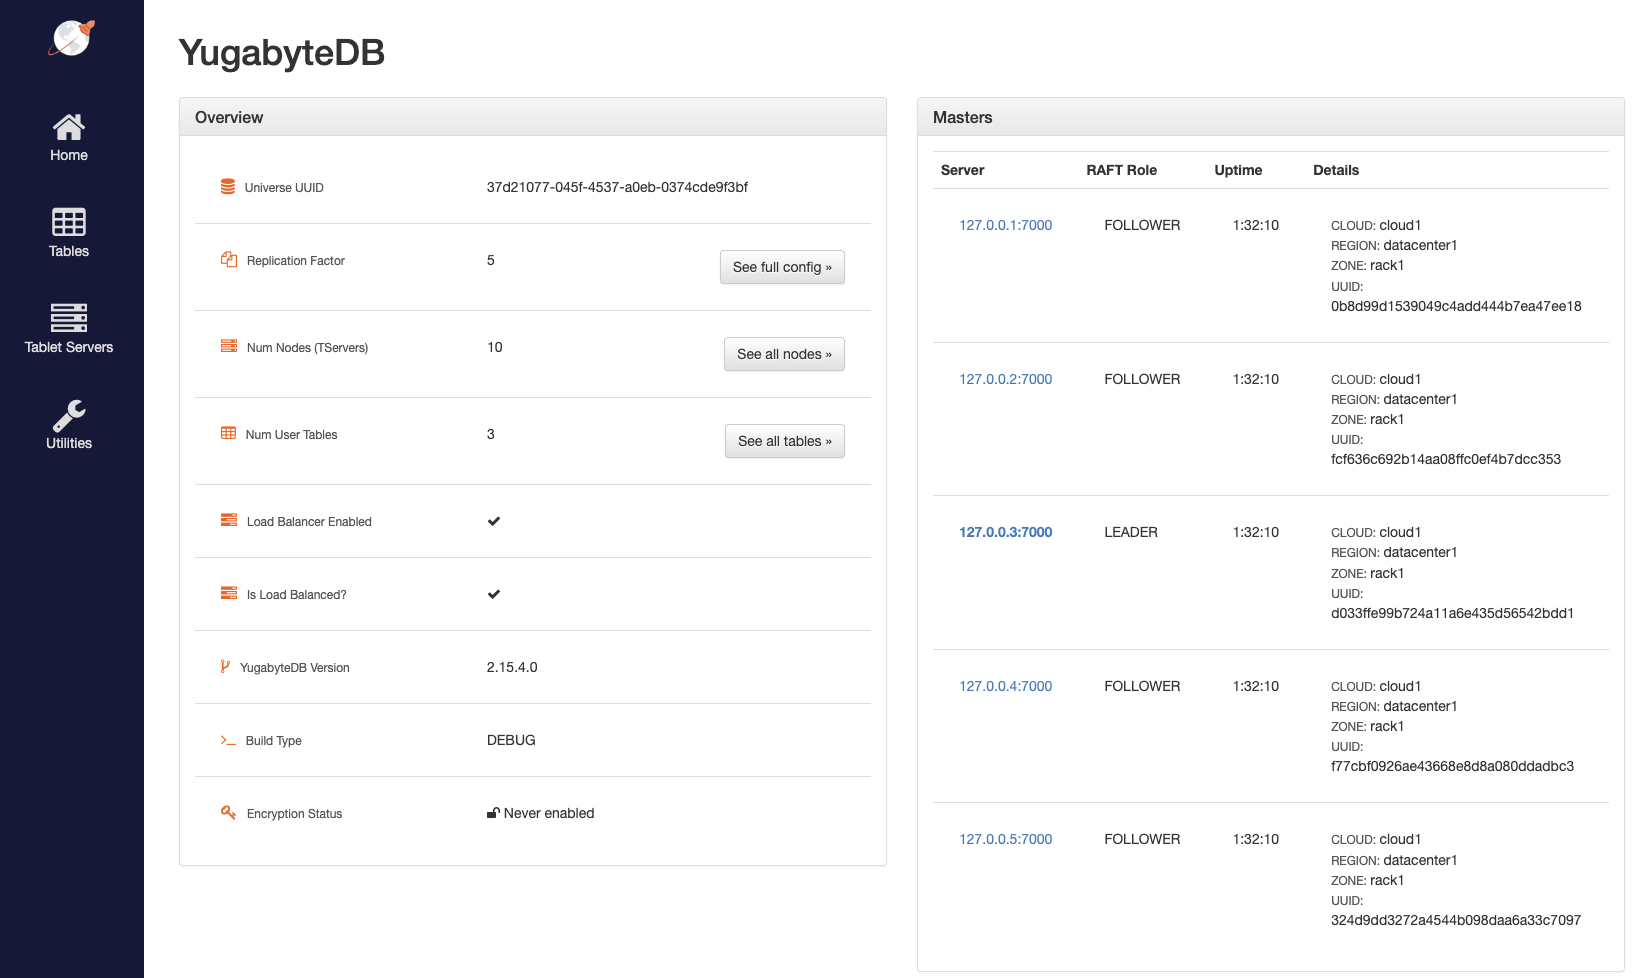 YugabyteDB
Home
Tables
Tablet Servers
Utilities
Overview
Universe UUID 37d21077-045f-4537-a0eb-0374cde9f3bf
Replication Factor 5 See full config »
Num Nodes (TServers) 10 See all nodes »
Num User Tables 3 See all tables »
Load Balancer Enabled ✔
Is Load Balanced? ✔
YugabyteDB Version 2.15.4.0
Build Type DEBUG
Encryption Status Never enabled
Masters
Server RAFT Role Uptime Details
127.0.0.1:7000 FOLLOWER 1:32:10 CLOUD: cloud1
REGION: datacenter1
ZONE: rack1
UUID:
0b8d99d1539049c4add444b7ea47ee18
127.0.0.2:7000 FOLLOWER 1:32:10 CLOUD: cloud1
REGION: datacenter1
ZONE: rack1
UUID:
fcf636c692b14aa08ffc0ef4b7dcc353
127.0.0.3:7000 LEADER 1:32:10 CLOUD: cloud1
REGION: datacenter1
ZONE: rack1
UUID:
d033ffe99b724a11a6e435d56542bdd1
127.0.0.4:7000 FOLLOWER 1:32:10 CLOUD: cloud1
REGION: datacenter1
ZONE: rack1
UUID:
f77cbf0926ae43668e8d8a080ddadbc3
127.0.0.5:7000 FOLLOWER 1:32:10 CLOUD: cloud1
REGION: datacenter1
ZONE: rack1
UUID:
324d9dd3272a4544b098daa6a33c7097